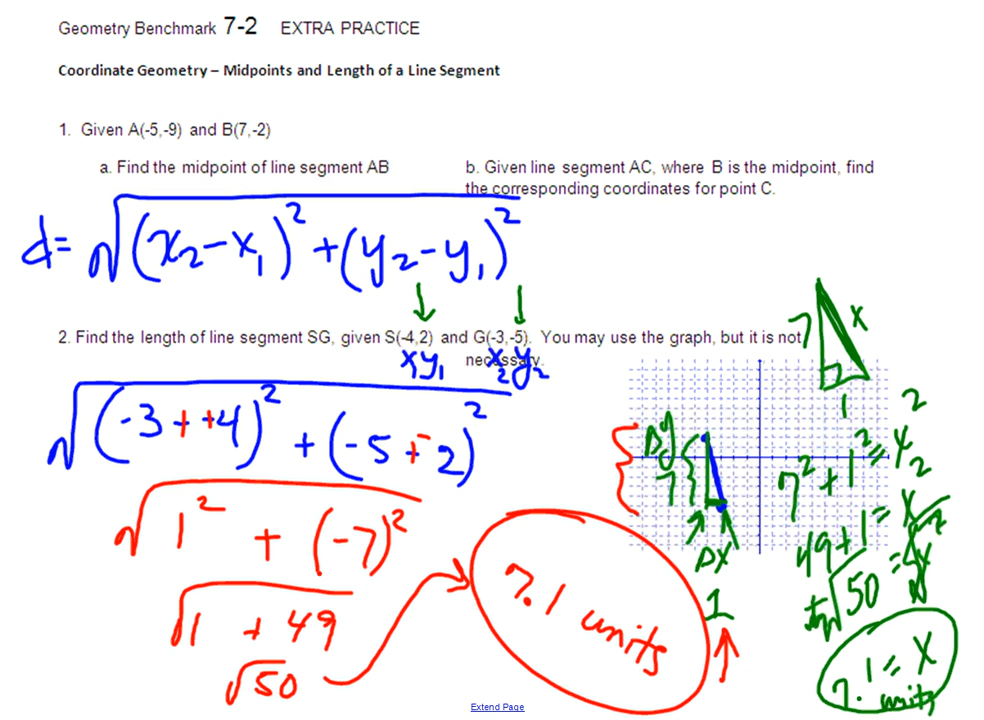 Geometry Benchmark 7-2 EXTRA PRACTICE
Coordinate Geometry – Midpoints and Length of a Line Segment
1. Given A(-5,-9) and B(7,-2)
a. Find the midpoint of line segment AB
b. Given line segment AC, where B is the midpoint, find
the corresponding coordinates for point C.
d=√(x₂-x₁)²+(y₂-y₁)²
2. Find the length of line segment SG, given S(-4,2) and G(-3,-5). You may use the graph, but it is not
necessary.
x y₁ x₂ y₂
√(-3++4)²+(-5+-2)²
√1²+(-7)²
√1+49
√50
7.1 units
7
x
1
Δy
7
Δx
1
7²+1²=x²
49+1=x²
±√50=√x²
7.1=x
units
Extend Page